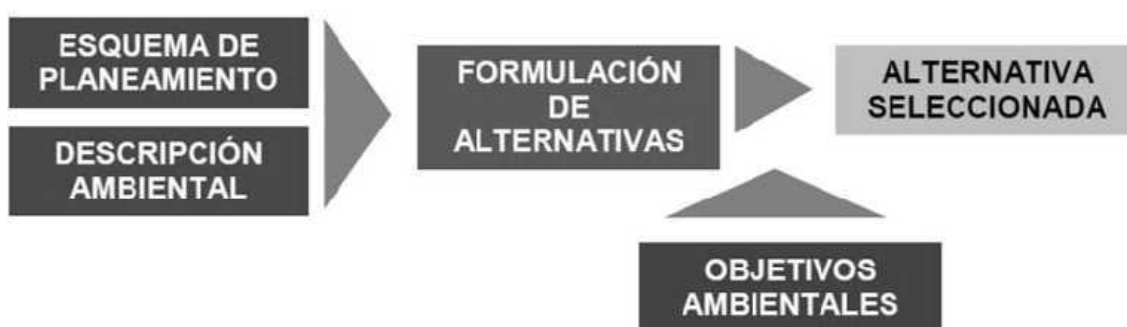 ESQUEMA DE
PLANEAMIENTO
DESCRIPCIÓN
AMBIENTAL
FORMULACIÓN
DE
ALTERNATIVAS
ALTERNATIVA
SELECCIONADA
OBJETIVOS
AMBIENTALES